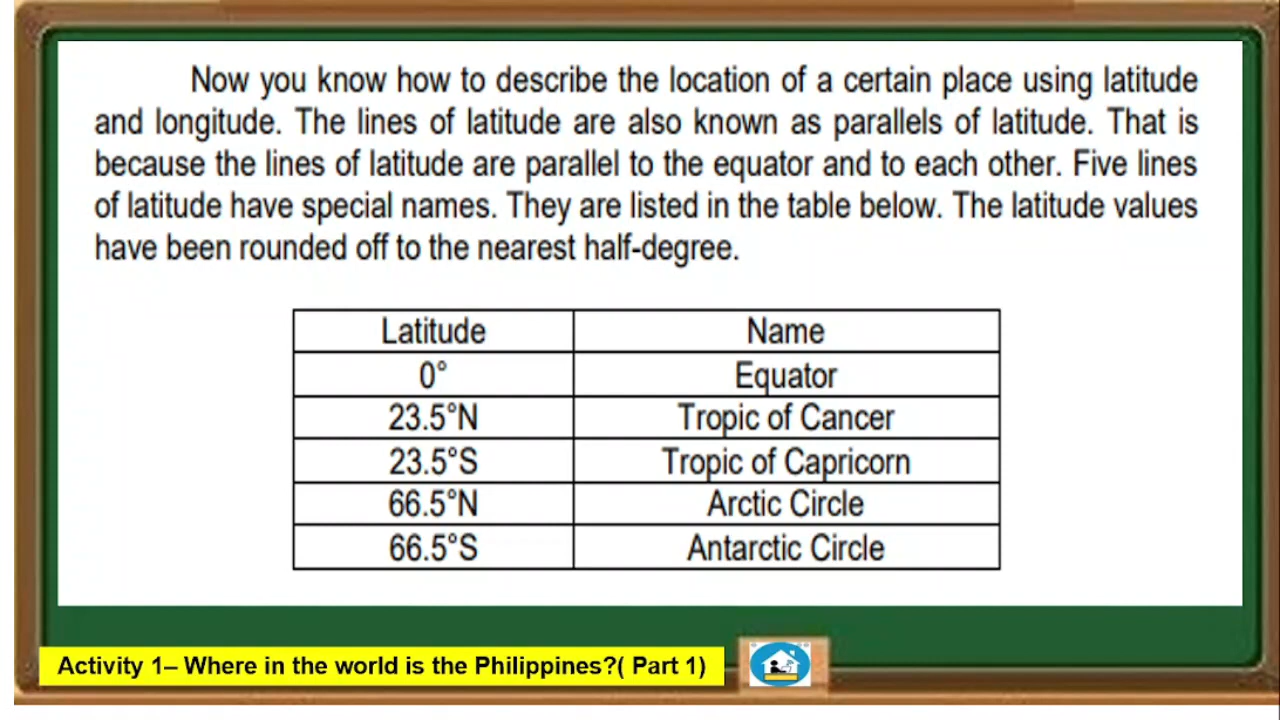 Now you know how to describe the location of a certain place using latitude
and longitude. The lines of latitude are also known as parallels of latitude. That is
because the lines of latitude are parallel to the equator and to each other. Five lines
of latitude have special names. They are listed in the table below. The latitude values
have been rounded off to the nearest half-degree.
Latitude Name
0° Equator
23.5°N Tropic of Cancer
23.5°S Tropic of Capricorn
66.5°N Arctic Circle
66.5°S Antarctic Circle
Activity 1– Where in the world is the Philippines?( Part 1)